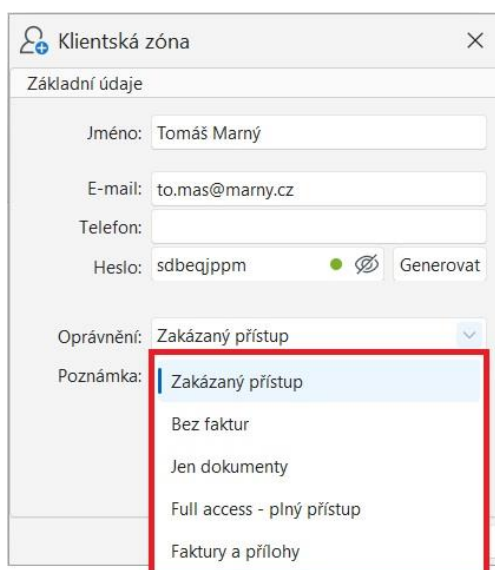 Klientská zóna
Základní údaje
Jméno: Tomáš Marný
E-mail: to.mas@marny.cz
Telefon:
Heslo: sdbeqjppm Generovat
Oprávnění: Zakázaný přístup
Poznámka:
Zakázaný přístup
Bez faktur
Jen dokumenty
Full access - plný přístup
Faktury a přílohy